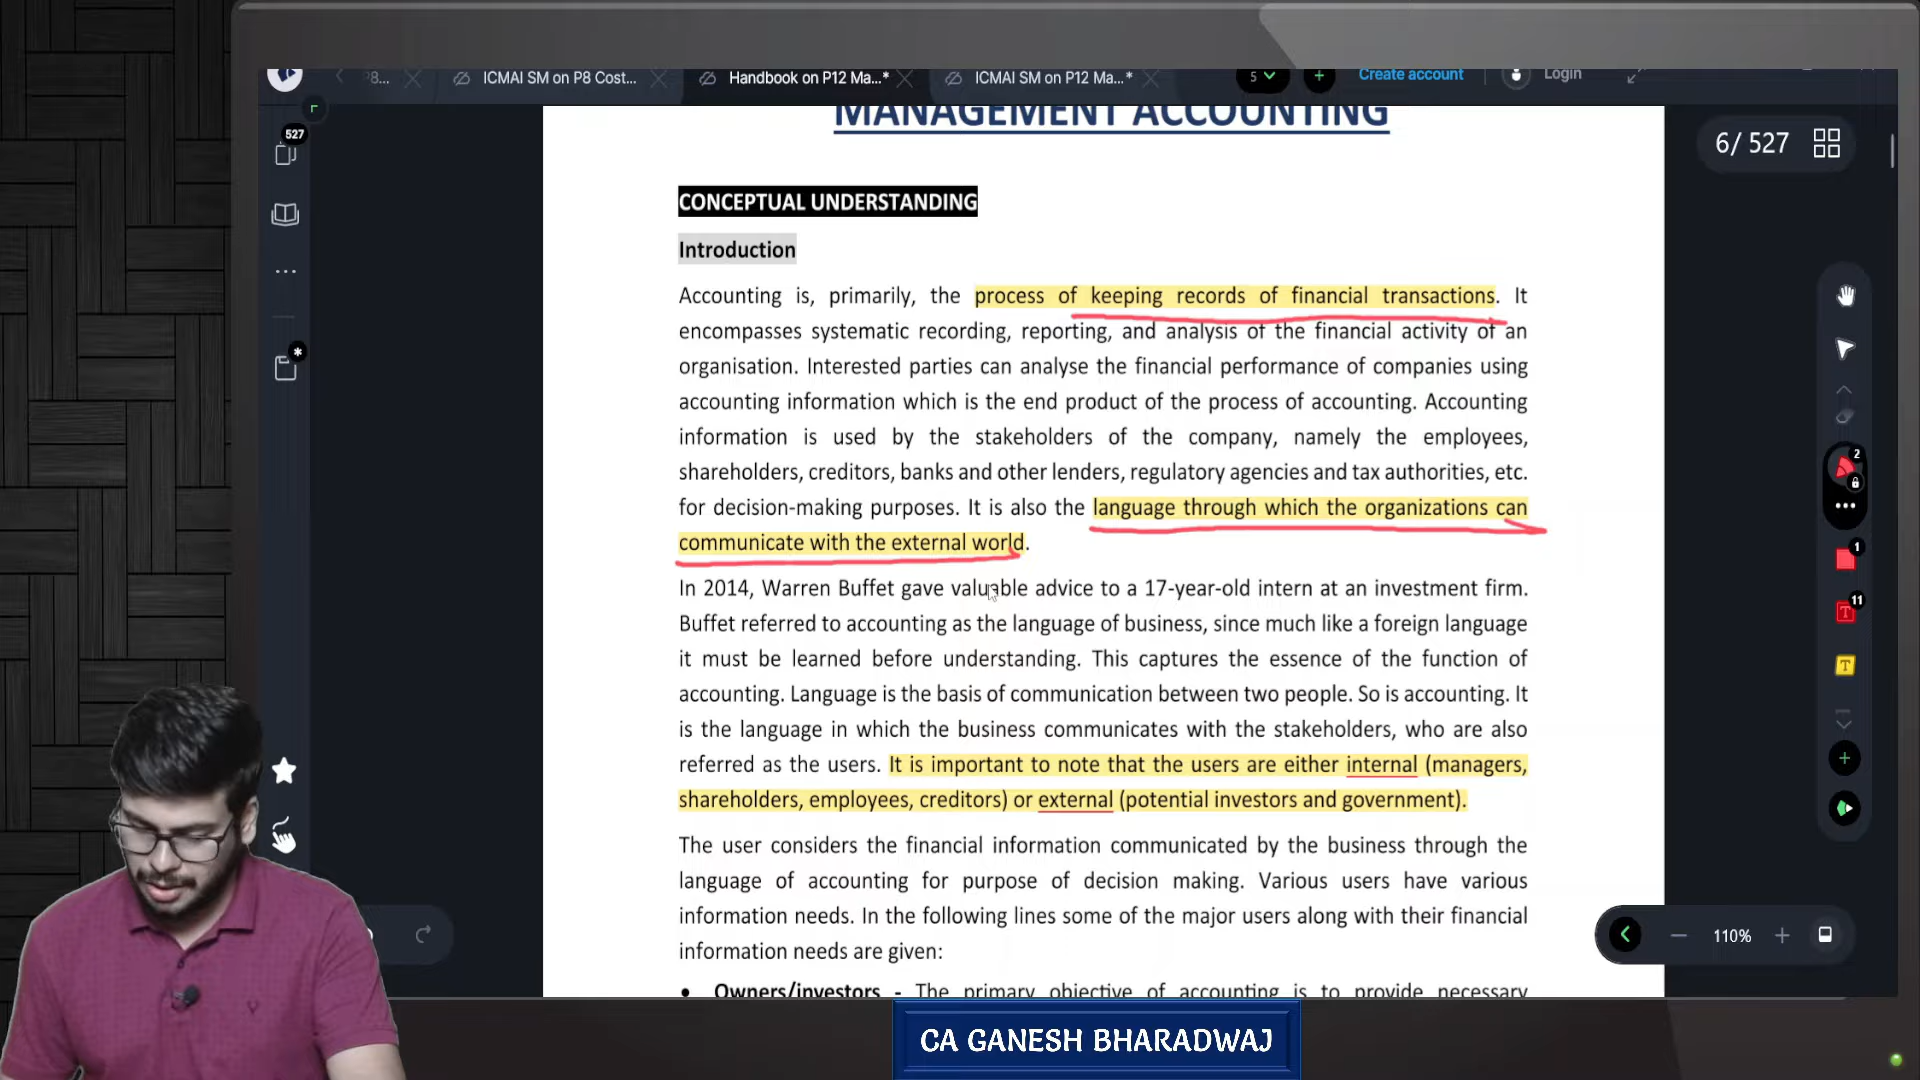 P8...
ICMAI SM on P8 Cost...
Handbook on P12 Ma...*
ICMAI SM on P12 Ma...*
5
Create account
Login
527
6/ 527
MANAGEMENT ACCOUNTING
CONCEPTUAL UNDERSTANDING
Introduction
Accounting is, primarily, the process of keeping records of financial transactions. It
encompasses systematic recording, reporting, and analysis of the financial activity of an
organisation. Interested parties can analyse the financial performance of companies using
accounting information which is the end product of the process of accounting. Accounting
information is used by the stakeholders of the company, namely the employees,
shareholders, creditors, banks and other lenders, regulatory agencies and tax authorities, etc.
for decision-making purposes. It is also the language through which the organizations can
communicate with the external world.
In 2014, Warren Buffet gave valuable advice to a 17-year-old intern at an investment firm.
Buffet referred to accounting as the language of business, since much like a foreign language
it must be learned before understanding. This captures the essence of the function of
accounting. Language is the basis of communication between two people. So is accounting. It
is the language in which the business communicates with the stakeholders, who are also
referred as the users. It is important to note that the users are either internal (managers,
shareholders, employees, creditors) or external (potential investors and government).
The user considers the financial information communicated by the business through the
language of accounting for purpose of decision making. Various users have various
information needs. In the following lines some of the major users along with their financial
information needs are given:
• Owners/investors - The primary objective of accounting is to provide necessary
2
1
T 11
T
110%
CA GANESH BHARADWAJ